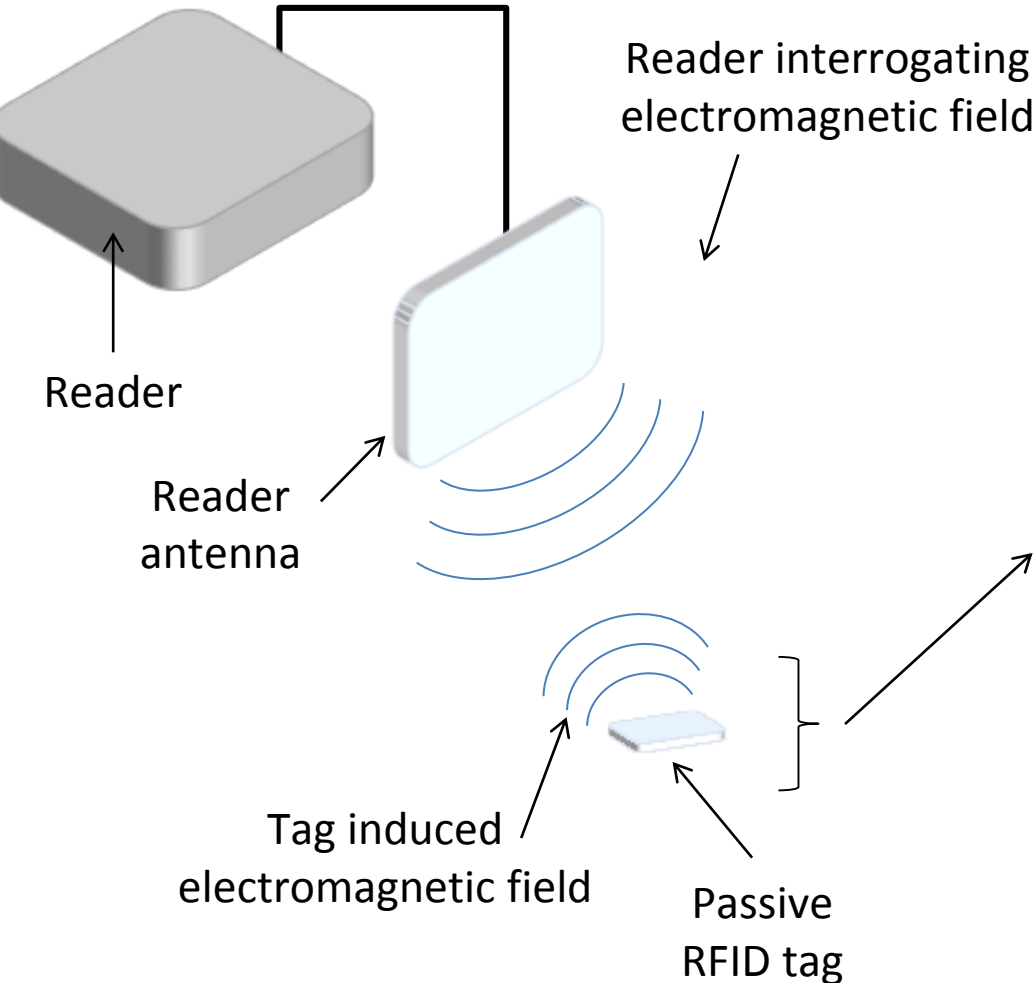 Reader interrogating
electromagnetic field
Reader
Reader
antenna
Tag induced
electromagnetic field
Passive
RFID tag